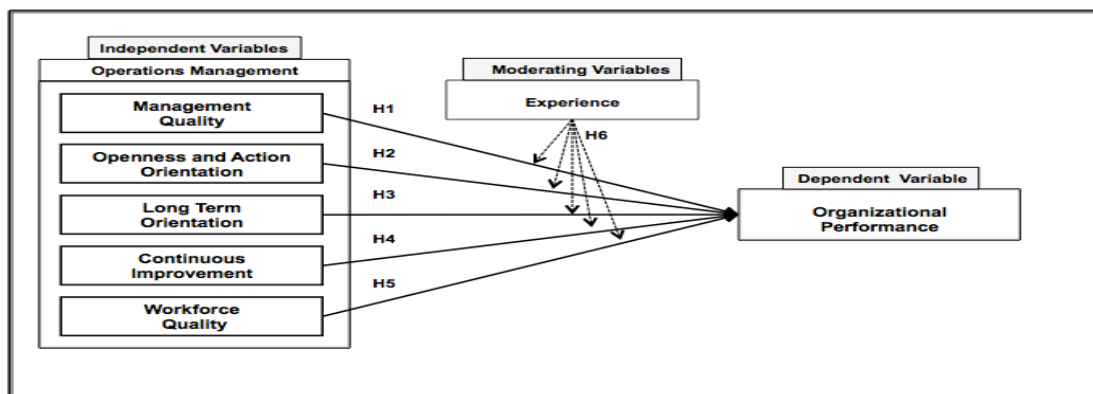 Independent Variables
Operations Management
Management
Quality
Openness and Action
Orientation
Long Term
Orientation
Continuous
Improvement
Workforce
Quality
H1
H2
H3
H4
H5
Moderating Variables
Experience
H6
Dependent Variable
Organizational
Performance